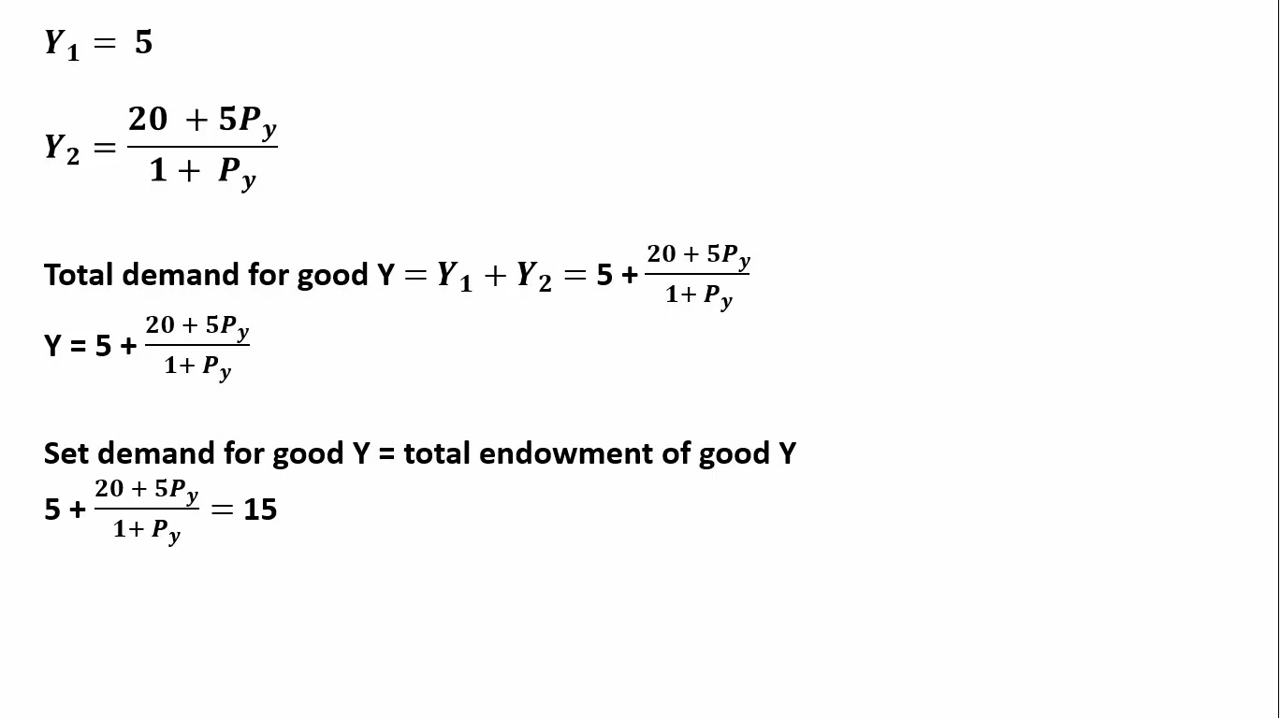 Y₁ = 5
Y₂ = (20 + 5P_y)/(1 + P_y)
Total demand for good Y = Y₁ + Y₂ = 5 + (20 + 5P_y)/(1+ P_y)
Y = 5 + (20 + 5P_y)/(1+ P_y)
Set demand for good Y = total endowment of good Y
5 + (20 + 5P_y)/(1+ P_y) = 15